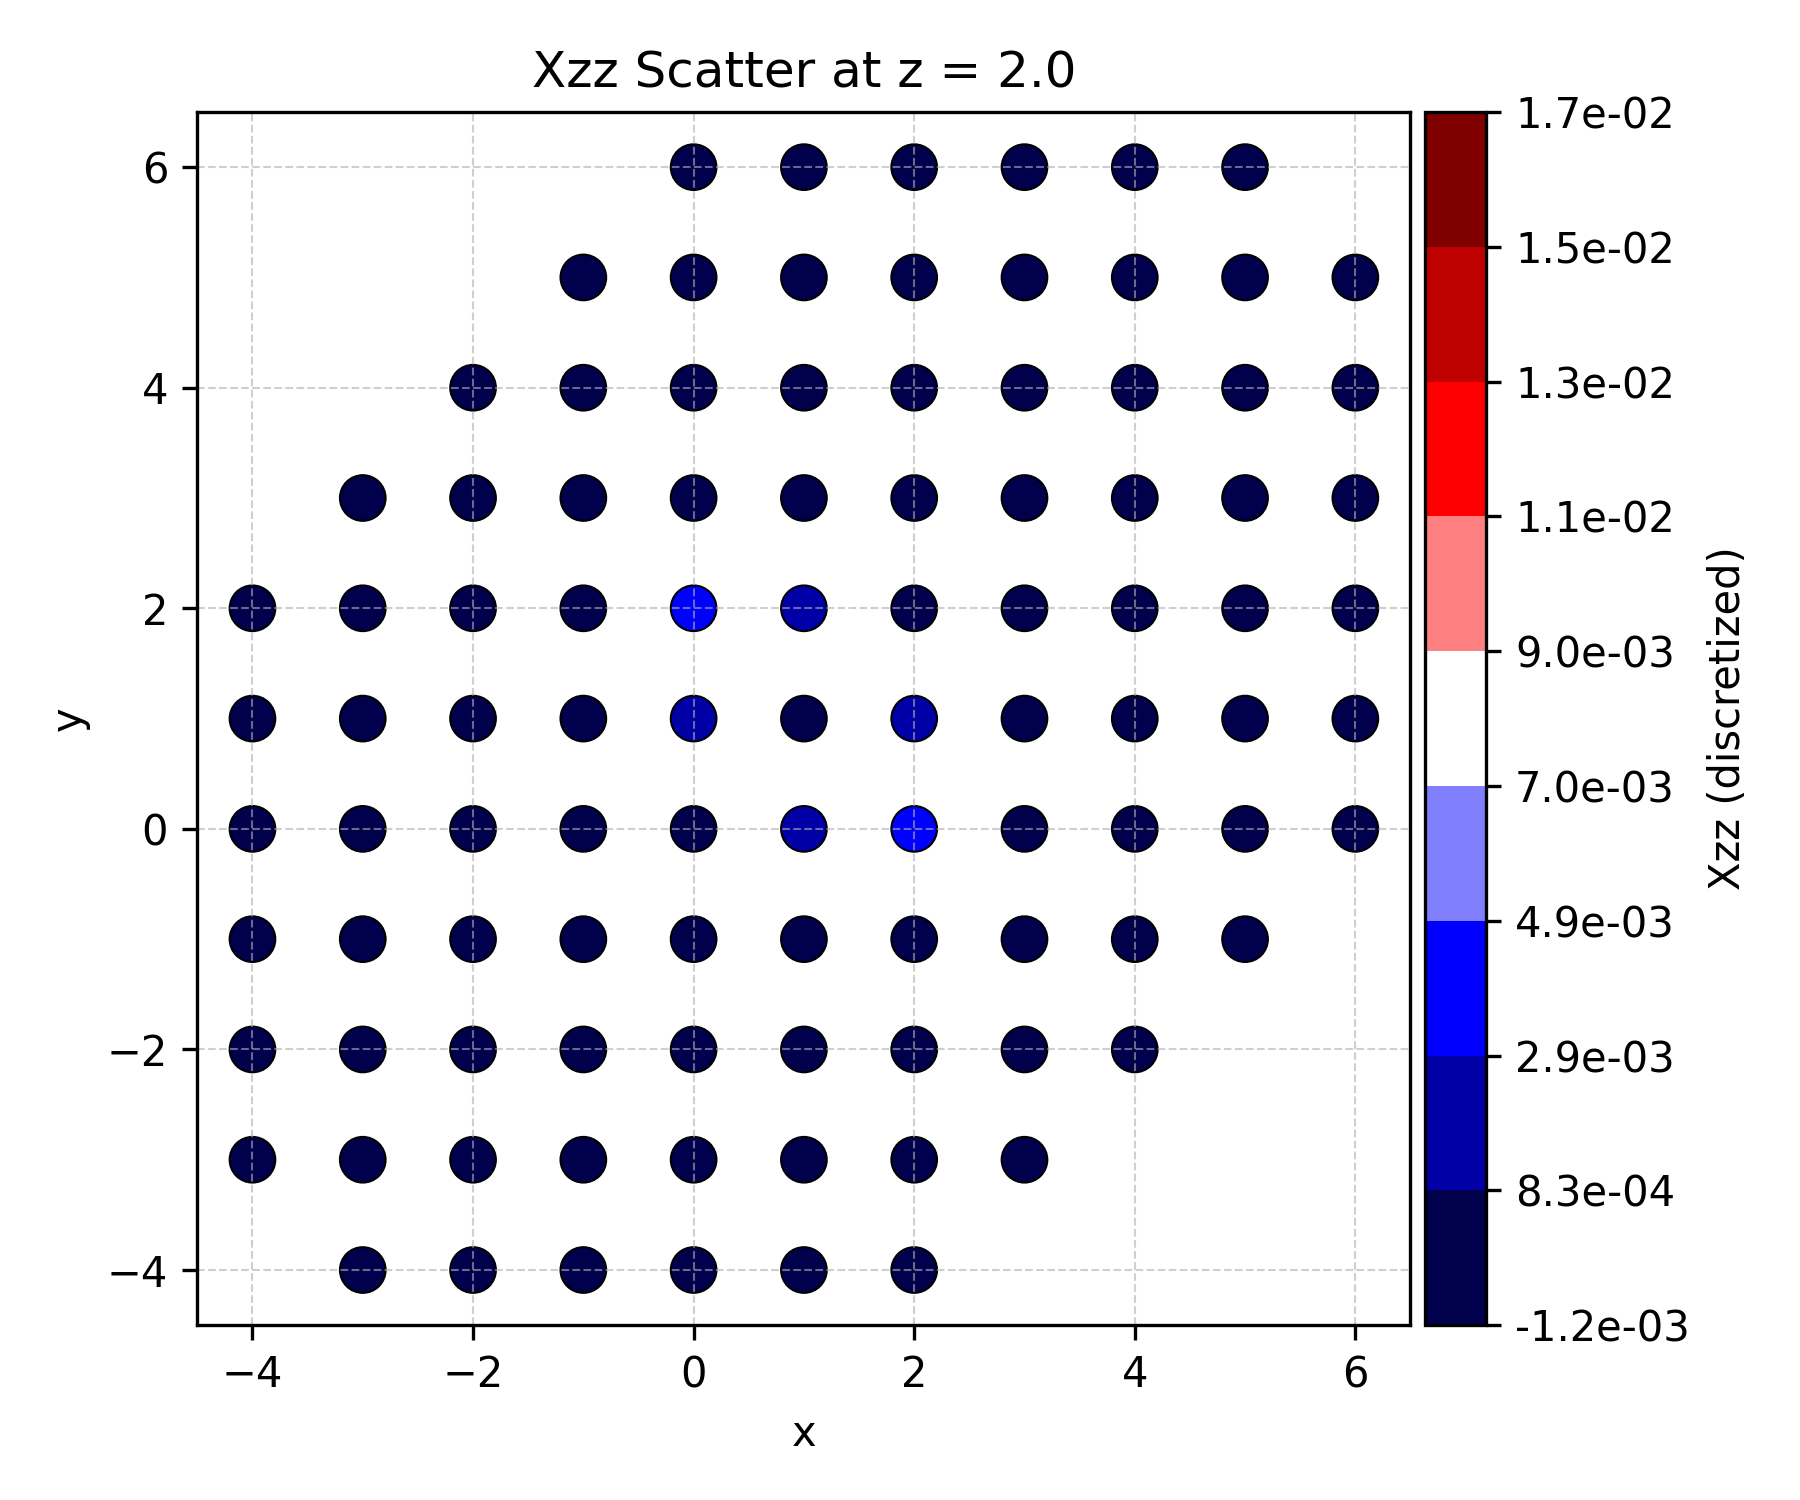 Xzz Scatter at z = 2.0
6
4
2
0
−2
−4
y
−4
−2
0
2
4
6
x
1.7e-02
1.5e-02
1.3e-02
1.1e-02
9.0e-03
7.0e-03
4.9e-03
2.9e-03
8.3e-04
-1.2e-03
Xzz (discretized)